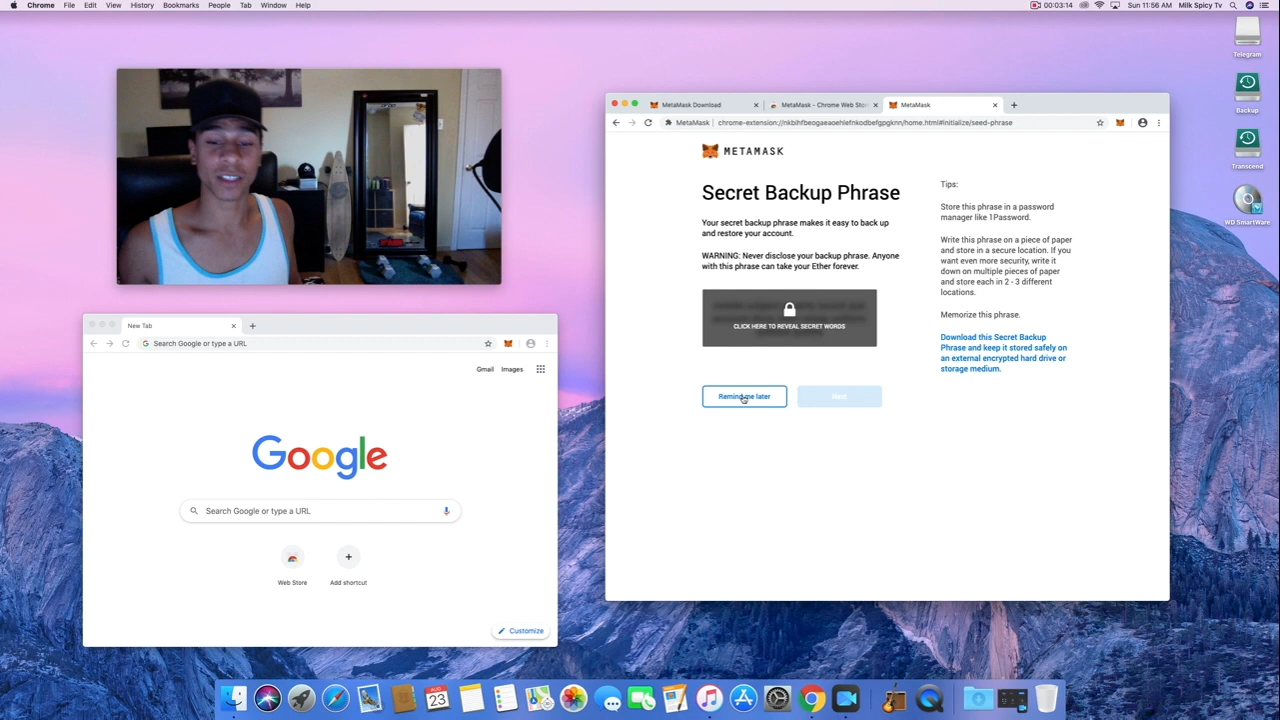 Chrome File Edit View History Bookmarks People Tab Window Help
00:03:14 Sun 11:56 AM Milk Spicy Tv
Telegram
Backup
Transcend
WD SmartWare
MetaMask Download
MetaMask - Chrome Web Stor
MetaMask
MetaMask | chrome-extension://nkbihfbeogaeaoehlefnkodbefgpgknn/home.html#initialize/seed-phrase
METAMASK
Secret Backup Phrase
Your secret backup phrase makes it easy to back up
and restore your account.
WARNING: Never disclose your backup phrase. Anyone
with this phrase can take your Ether forever.
CLICK HERE TO REVEAL SECRET WORDS
Remind me later
Next
Tips:
Store this phrase in a password
manager like 1Password.
Write this phrase on a piece of paper
and store in a secure location. If you
want even more security, write it
down on multiple pieces of paper
and store each in 2 - 3 different
locations.
Memorize this phrase.
Download this Secret Backup
Phrase and keep it stored safely on
an external encrypted hard drive or
storage medium.
New Tab
Search Google or type a URL
Gmail Images
Google
Search Google or type a URL
Web Store
Add shortcut
Customize
AUG
23